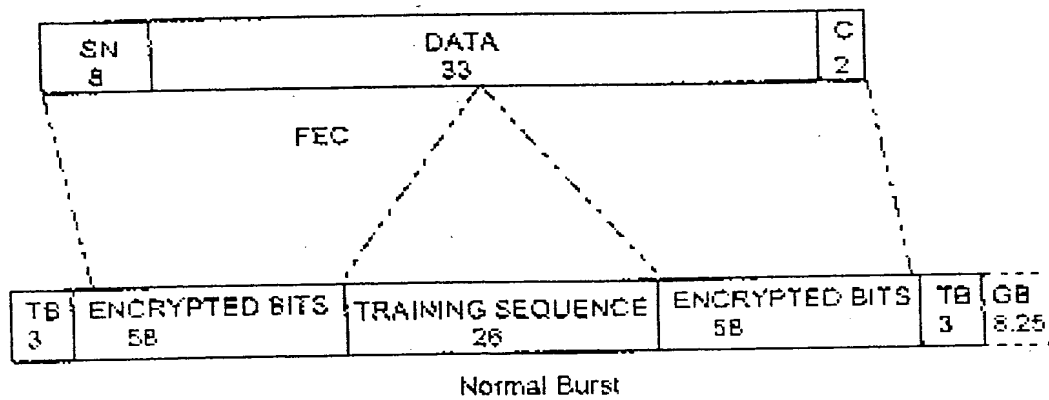 SN
8
DATA
33
C
2
FEC
TB
3
ENCRYPTED BITS
58
TRAINING SEQUENCE
26
ENCRYPTED BITS
58
TB
3
GB
8.25
Normal Burst